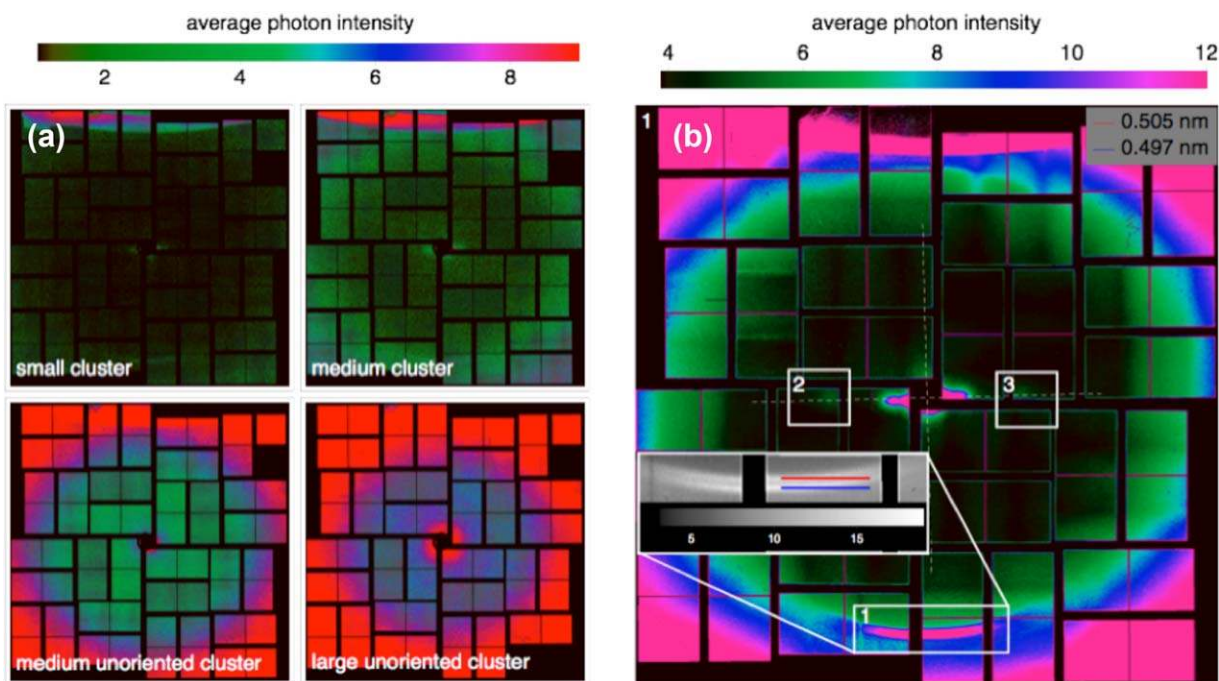 average photon intensity
2 4 6 8
(a)
small cluster
medium cluster
medium unoriented cluster
large unoriented cluster
average photon intensity
4 6 8 10 12
1
(b)
0.505 nm
0.497 nm
2
3
5 10 15
1